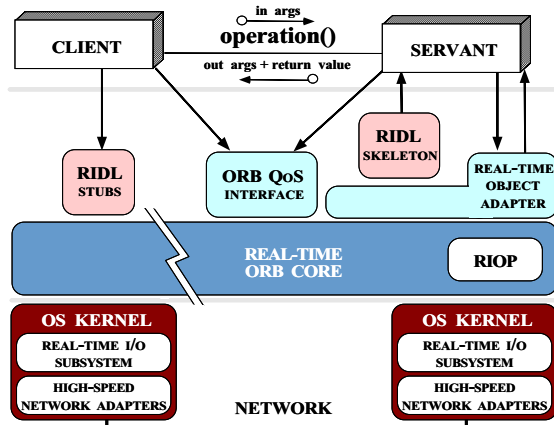 in args
CLIENT
operation()
SERVANT
out args + return value
RIDL
STUBS
ORB QoS
INTERFACE
RIDL
SKELETON
REAL-TIME
OBJECT
ADAPTER
REAL-TIME
ORB CORE
RIOP
OS KERNEL
REAL-TIME I/O
SUBSYSTEM
HIGH-SPEED
NETWORK ADAPTERS
NETWORK
OS KERNEL
REAL-TIME I/O
SUBSYSTEM
HIGH-SPEED
NETWORK ADAPTERS